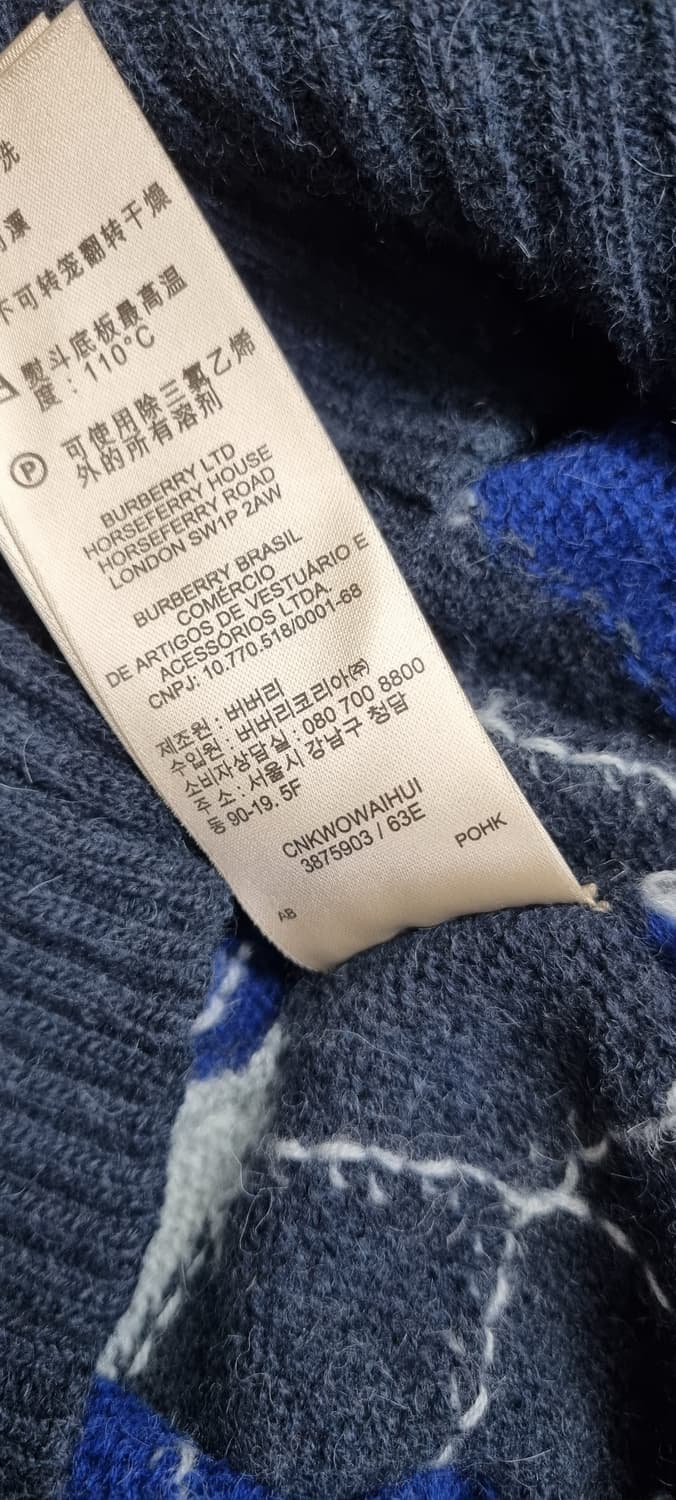 洗
不可转笼翻转干燥
熨斗底板最高温
度：110°C
P
可使用除三氯乙烯
外的所有溶剂
BURBERRY LTD
HORSEFERRY HOUSE
HORSEFERRY ROAD
LONDON SW1P 2AW
BURBERRY BRASIL
COMÉRCIO
DE ARTIGOS DE VESTUÁRIO E
ACESSÓRIOS LTDA.
CNPJ: 10.770.518/0001-68
제조원 : 버버리
수입원 : 버버리코리아㈜
소비자상담실 : 080 700 8800
주 소 : 서울시 강남구 청담
동 90-19. 5F
CNKWOWAIHUI
3875903 / 63E
POHK
AB